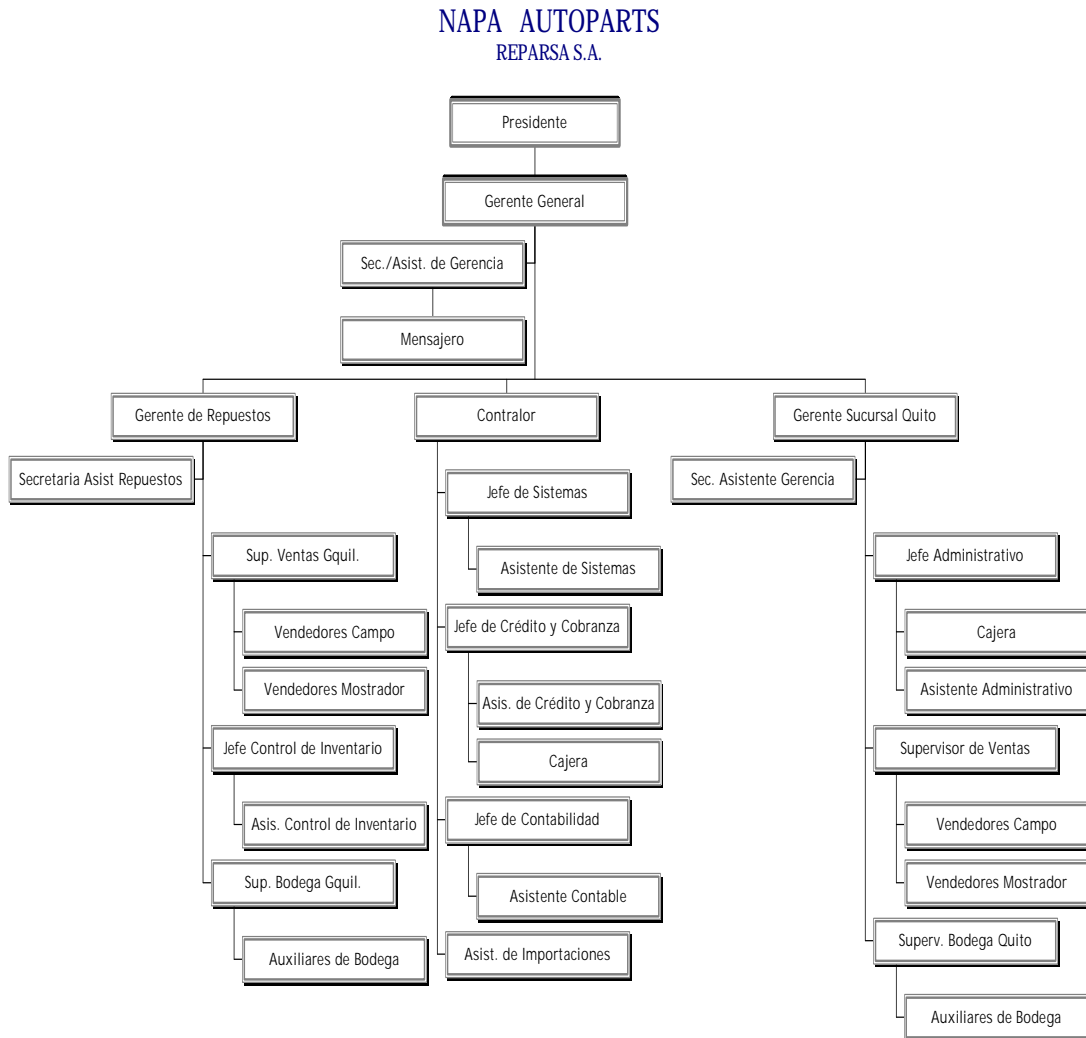 NAPA AUTOPARTS
REPARSA S.A.
Presidente
Gerente General
Sec./Asist. de Gerencia
Mensajero
Gerente de Repuestos
Contralor
Gerente Sucursal Quito
Secretaria Asist Repuestos
Sup. Ventas Gquil.
Vendedores Campo
Vendedores Mostrador
Jefe Control de Inventario
Asis. Control de Inventario
Sup. Bodega Gquil.
Auxiliares de Bodega
Jefe de Sistemas
Asistente de Sistemas
Jefe de Crédito y Cobranza
Asis. de Crédito y Cobranza
Cajera
Jefe de Contabilidad
Asistente Contable
Asist. de Importaciones
Sec. Asistente Gerencia
Jefe Administrativo
Cajera
Asistente Administrativo
Supervisor de Ventas
Vendedores Campo
Vendedores Mostrador
Superv. Bodega Quito
Auxiliares de Bodega